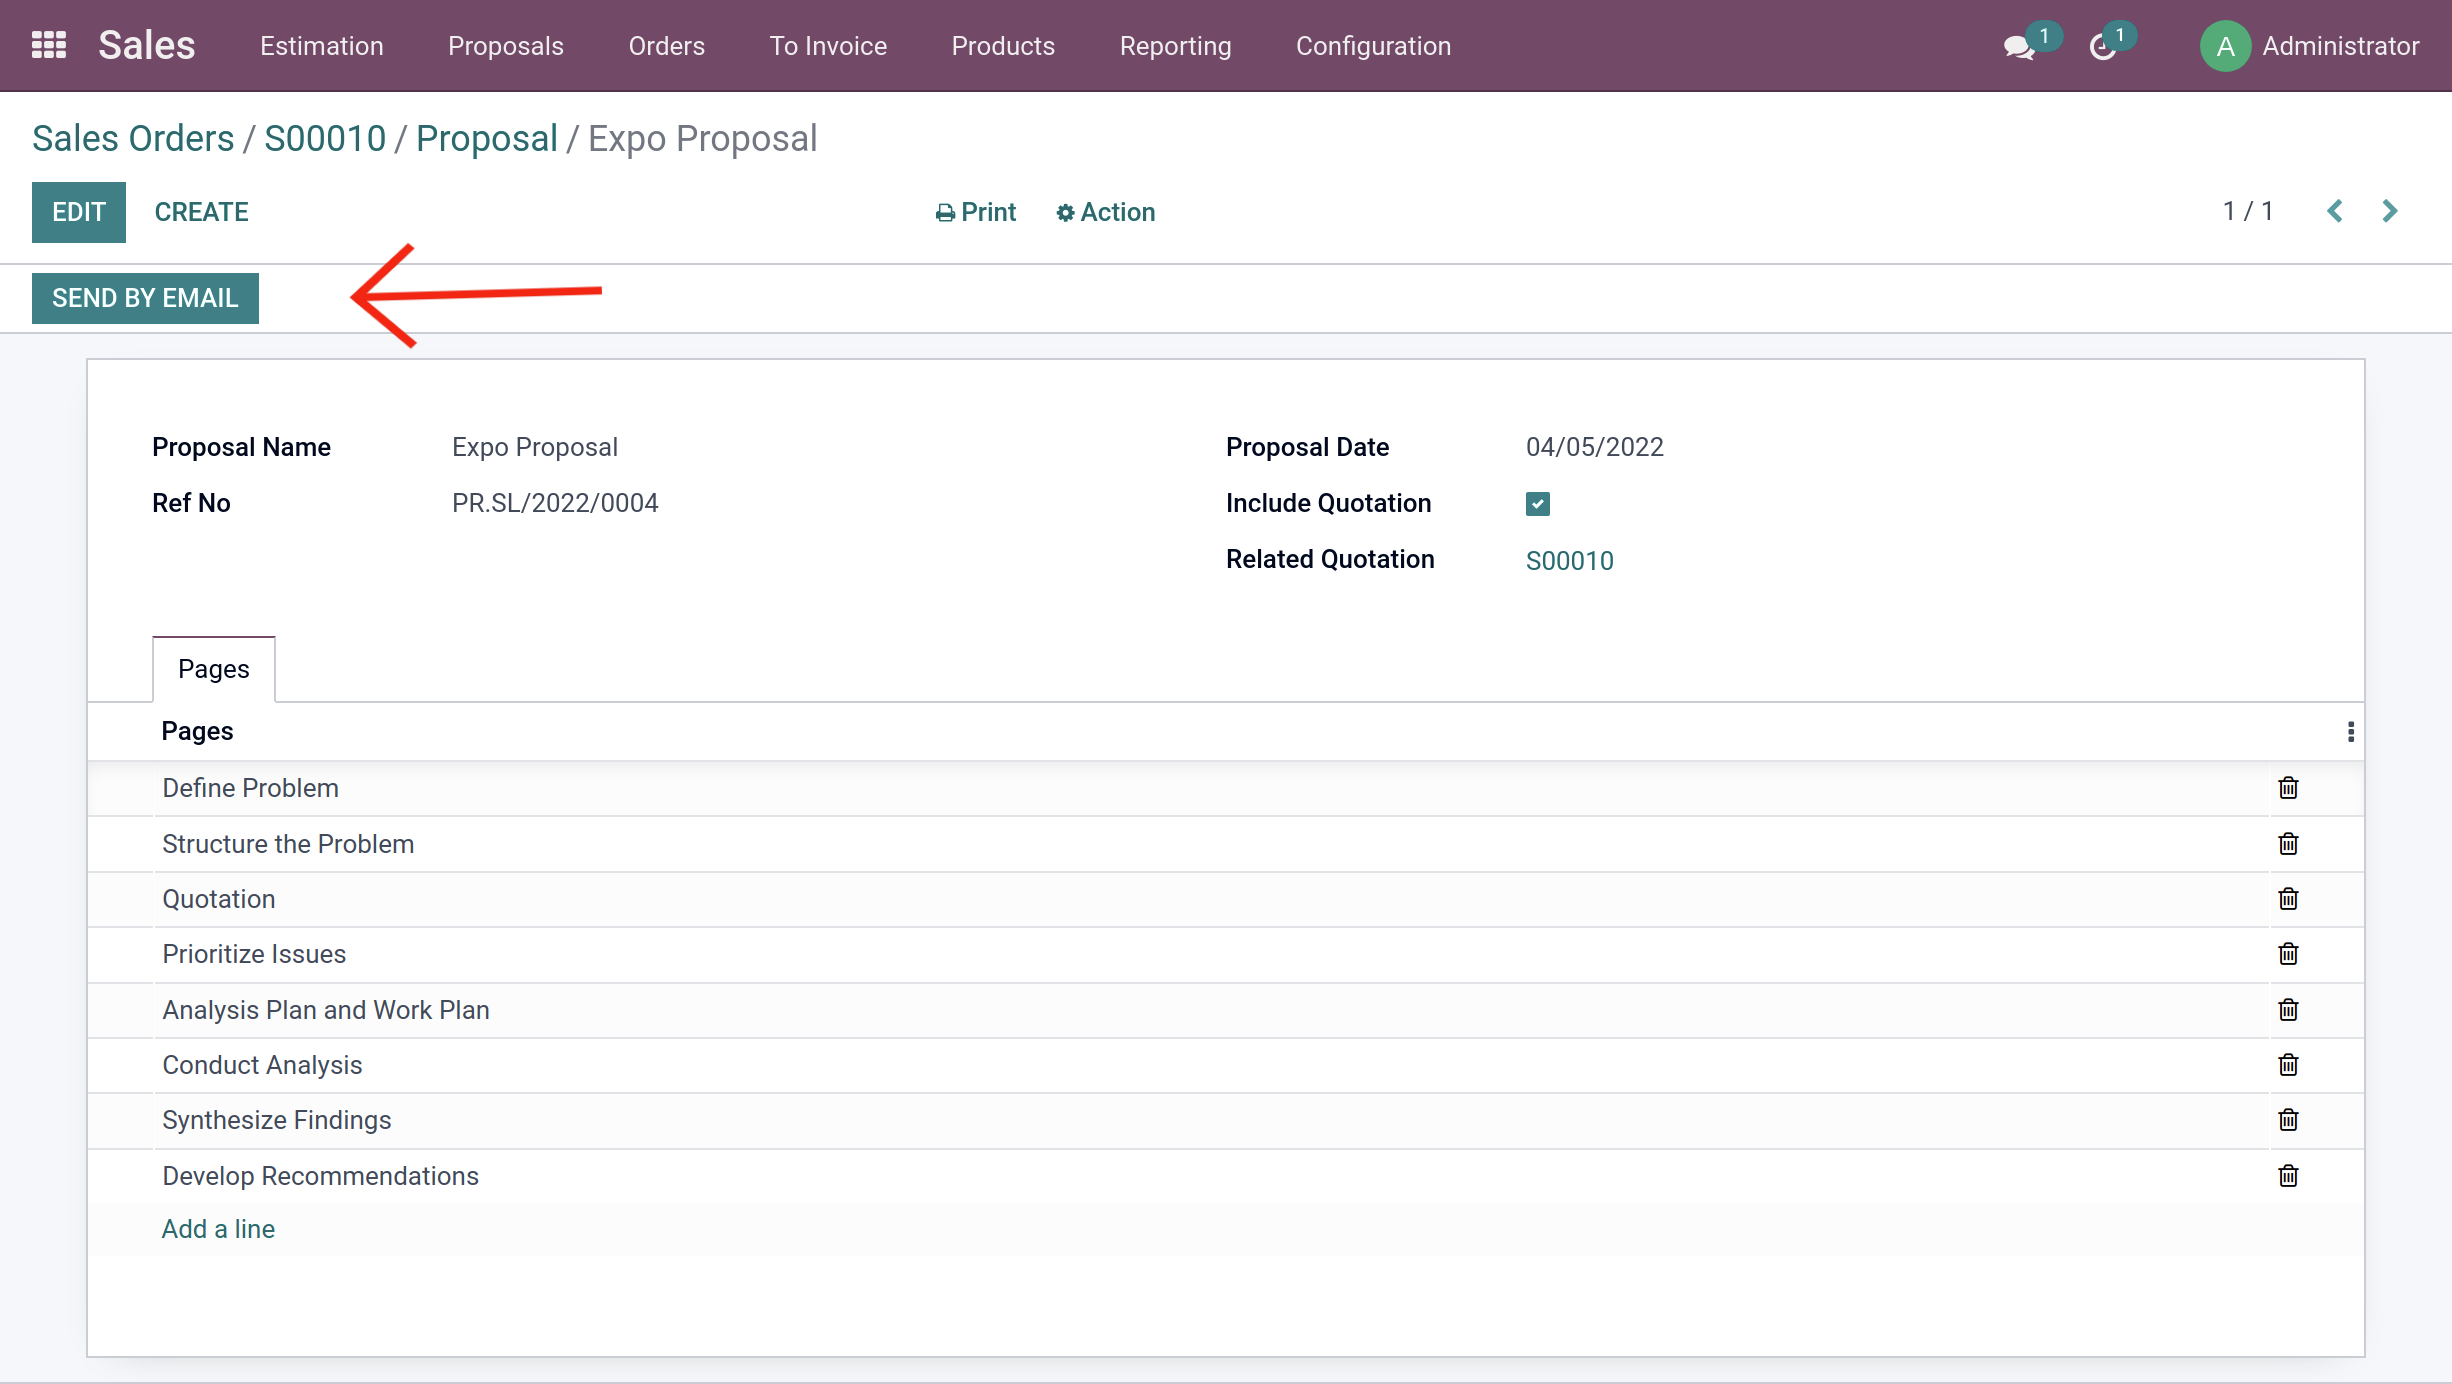 Sales Estimation Proposals Orders To Invoice Products Reporting Configuration 1 1 A Administrator
Sales Orders / S00010 / Proposal / Expo Proposal
EDIT CREATE Print Action 1 / 1
SEND BY EMAIL
Proposal Name Expo Proposal Proposal Date 04/05/2022
Ref No PR.SL/2022/0004 Include Quotation
Related Quotation S00010
Pages
Pages
Define Problem
Structure the Problem
Quotation
Prioritize Issues
Analysis Plan and Work Plan
Conduct Analysis
Synthesize Findings
Develop Recommendations
Add a line